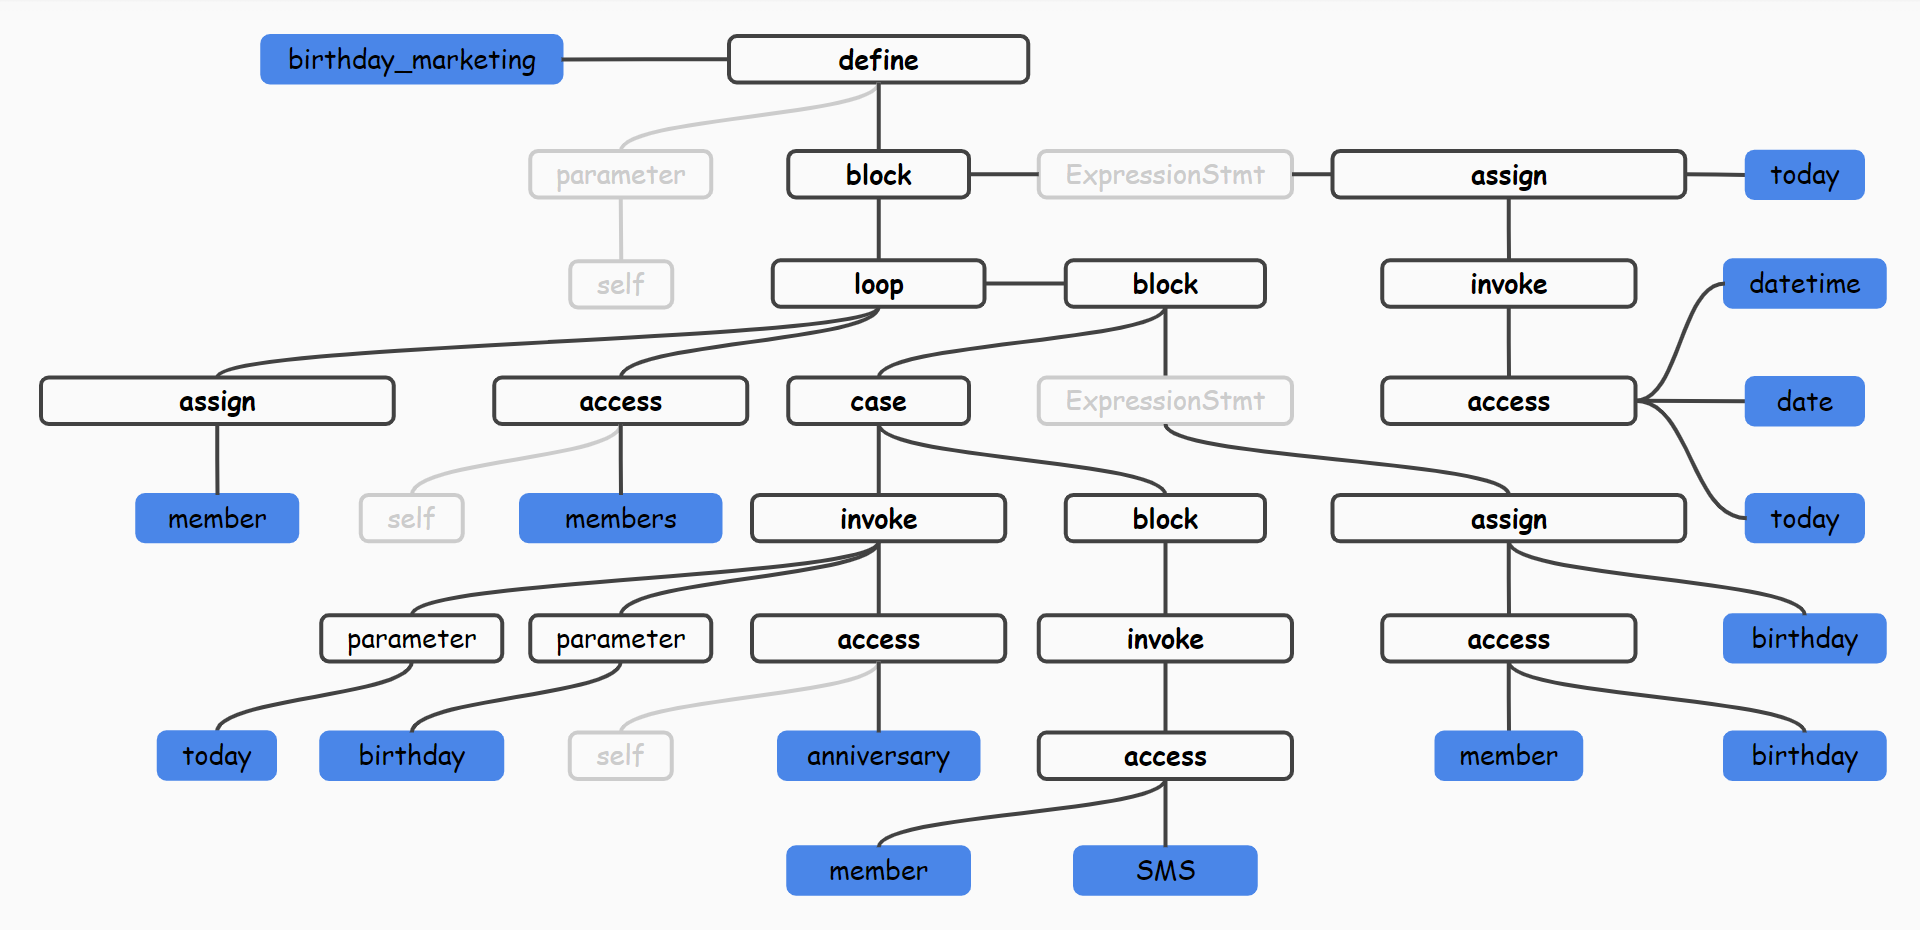 birthday_marketing
define
parameter
block
ExpressionStmt
assign
today
self
loop
block
invoke
datetime
assign
access
case
ExpressionStmt
access
date
member
self
members
invoke
block
assign
today
parameter
parameter
access
invoke
access
birthday
today
birthday
self
anniversary
access
member
birthday
member
SMS